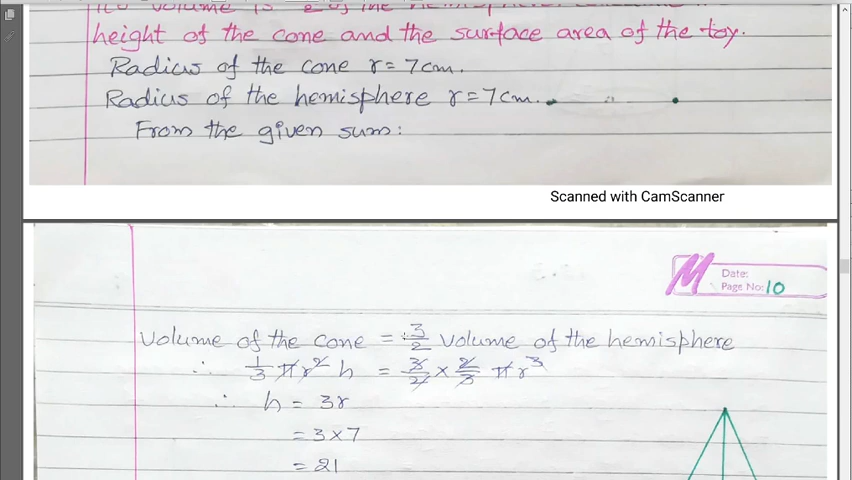 height of the cone and the surface area of the toy.
Radius of the cone r = 7cm.
Radius of the hemisphere r = 7cm.
From the given sum:
Scanned with CamScanner
M
Date:
Page No: 10
Volume of the cone = 3/2 volume of the hemisphere
∴ 1/3 πr² h = 3/2 × 2/3 πr³
∴ h = 3r
= 3×7
= 21